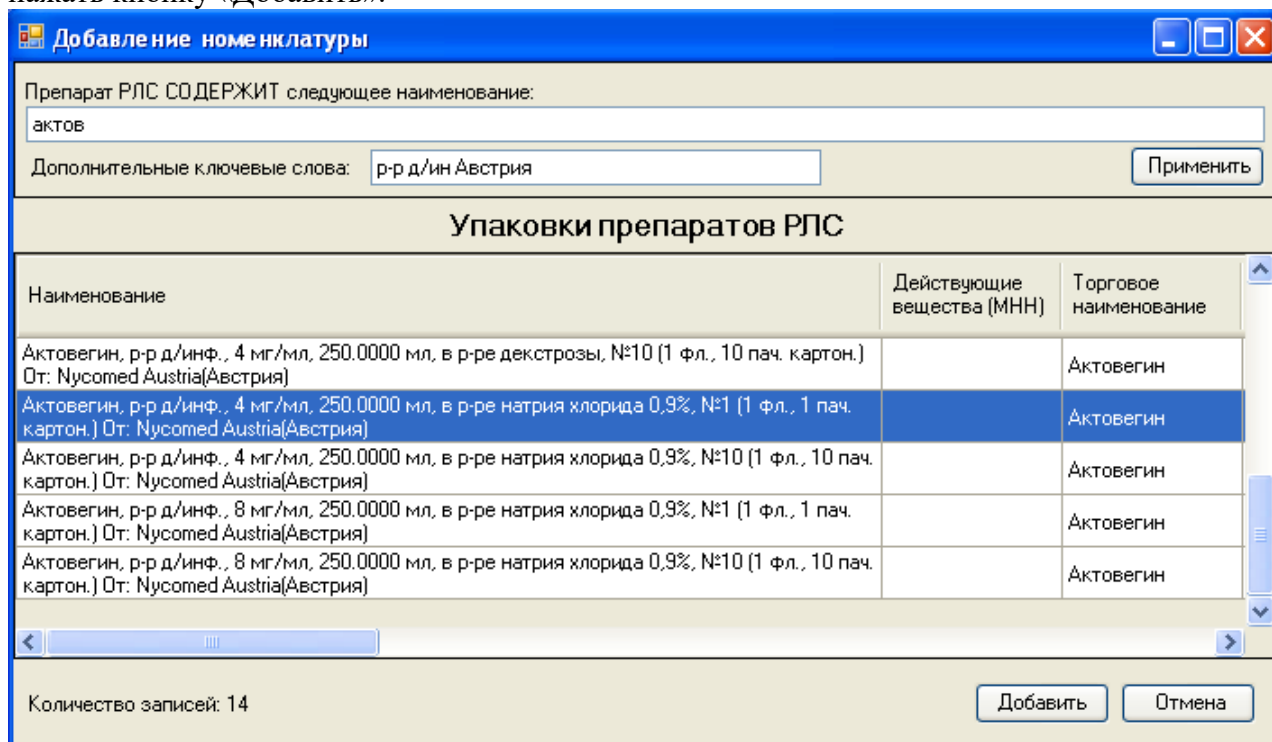 нажать кнопку «Добавить».
Добавление номенклатуры
Препарат РЛС СОДЕРЖИТ следующее наименование:
актов
Дополнительные ключевые слова: р-р д/ин Австрия Применить
Упаковки препаратов РЛС
Наименование
Действующие вещества (МНН)
Торговое наименование
Актовегин, р-р д/инф., 4 мг/мл, 250.0000 мл, в р-ре декстрозы, №10 (1 фл., 10 пач. картон.)
От: Nycomed Austria(Австрия)
Актовегин
Актовегин, р-р д/инф., 4 мг/мл, 250.0000 мл, в р-ре натрия хлорида 0,9%, №1 (1 фл., 1 пач.
картон.) От: Nycomed Austria(Австрия)
Актовегин
Актовегин, р-р д/инф., 4 мг/мл, 250.0000 мл, в р-ре натрия хлорида 0,9%, №10 (1 фл., 10 пач.
картон.) От: Nycomed Austria(Австрия)
Актовегин
Актовегин, р-р д/инф., 8 мг/мл, 250.0000 мл, в р-ре натрия хлорида 0,9%, №1 (1 фл., 1 пач.
картон.) От: Nycomed Austria(Австрия)
Актовегин
Актовегин, р-р д/инф., 8 мг/мл, 250.0000 мл, в р-ре натрия хлорида 0,9%, №10 (1 фл., 10 пач.
картон.) От: Nycomed Austria(Австрия)
Актовегин
Количество записей: 14 Добавить Отмена